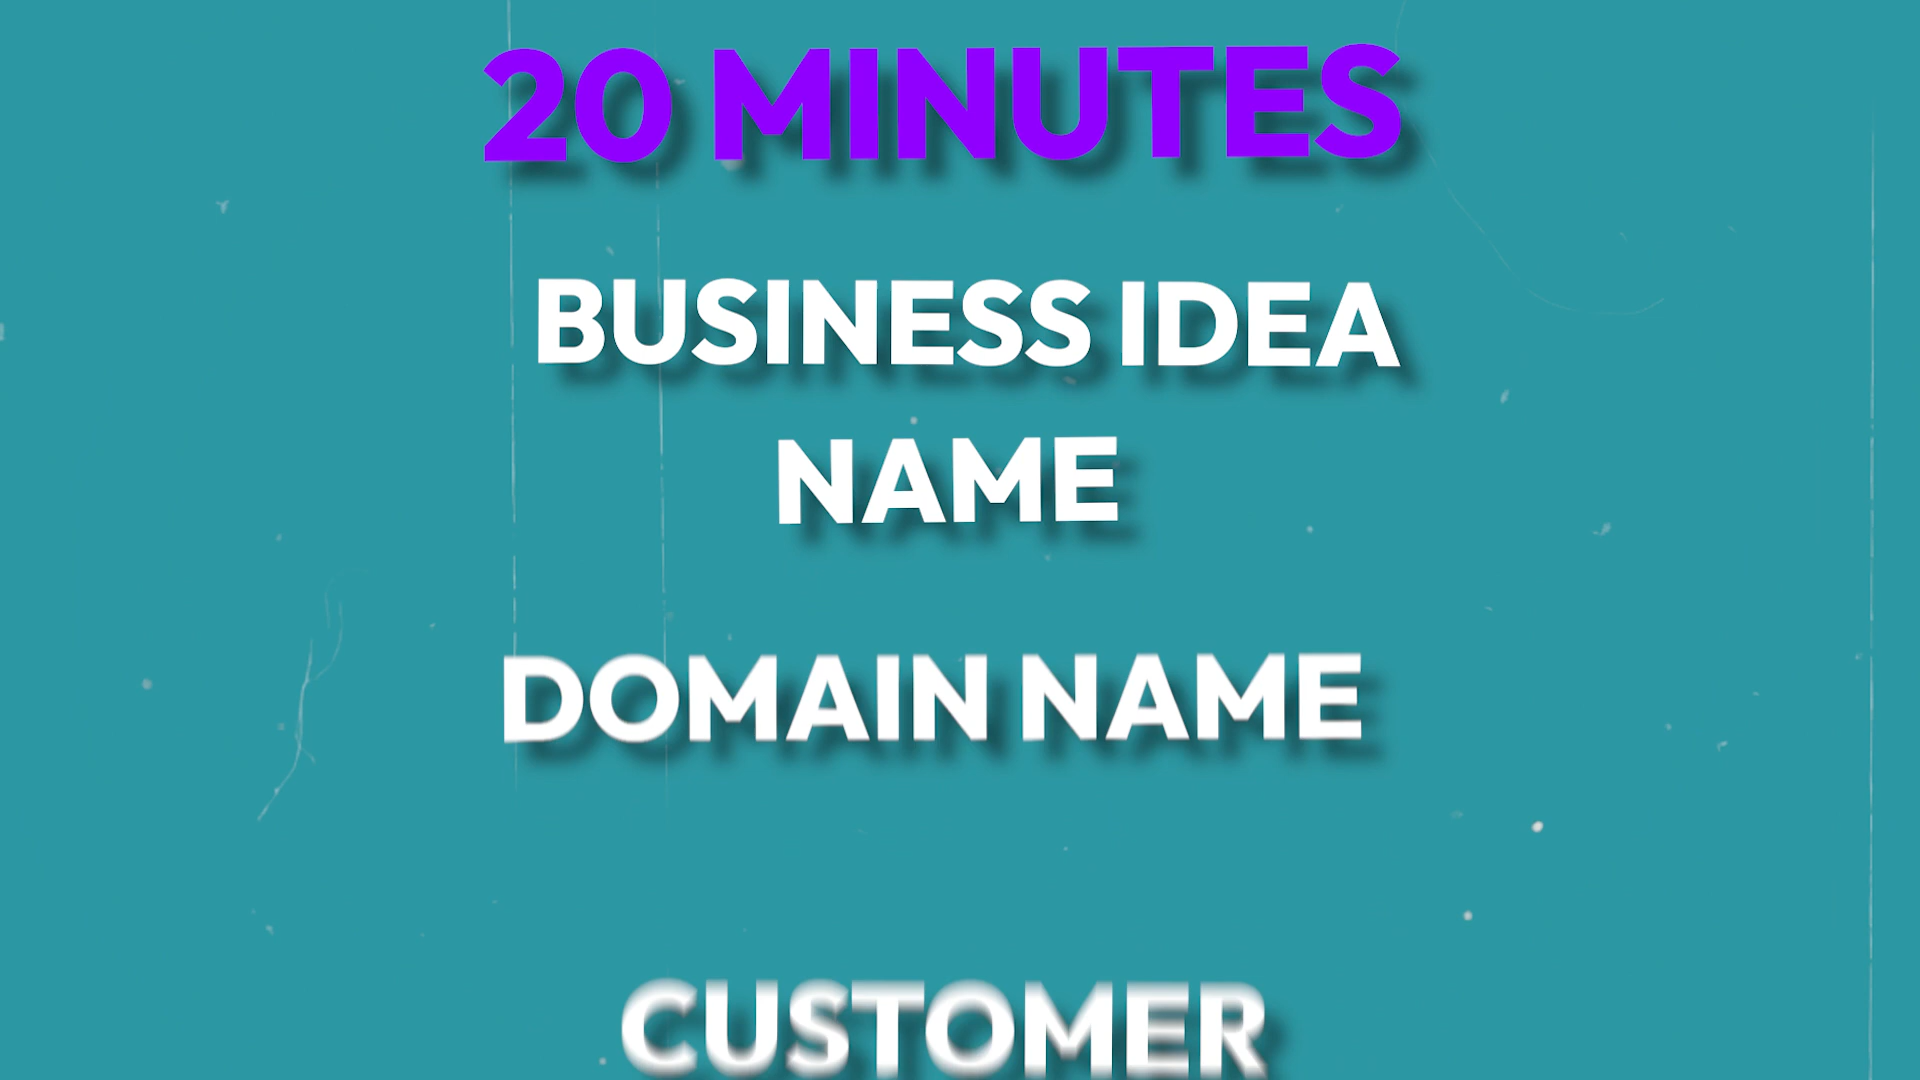 20 MINUTES
BUSINESS IDEA
NAME
DOMAIN NAME
CUSTOMER